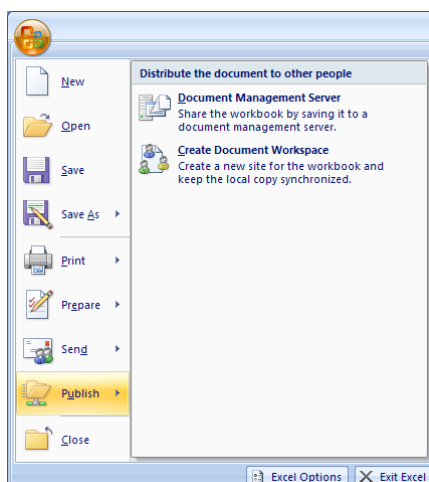 New
Open
Save
Save As
Print
Prepare
Send
Publish
Close
Distribute the document to other people
Document Management Server
Share the workbook by saving it to a
document management server.
Create Document Workspace
Create a new site for the workbook and
keep the local copy synchronized.
Excel Options
Exit Excel